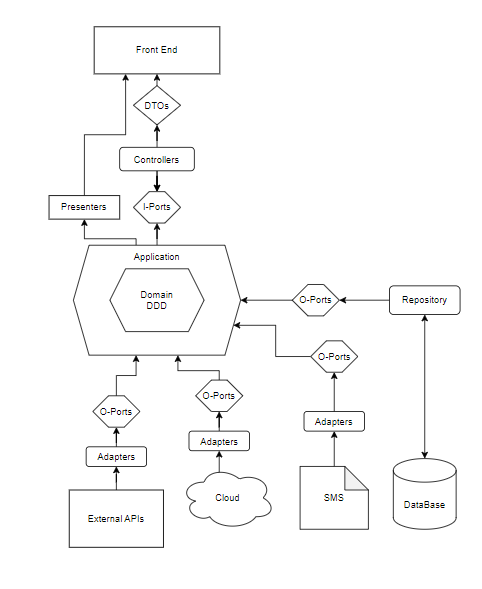 Front End
DTOs
Controllers
Presenters
I-Ports
Application
Domain
DDD
O-Ports
Repository
O-Ports
O-Ports
O-Ports
Adapters
Adapters
Adapters
External APIs
Cloud
SMS
DataBase